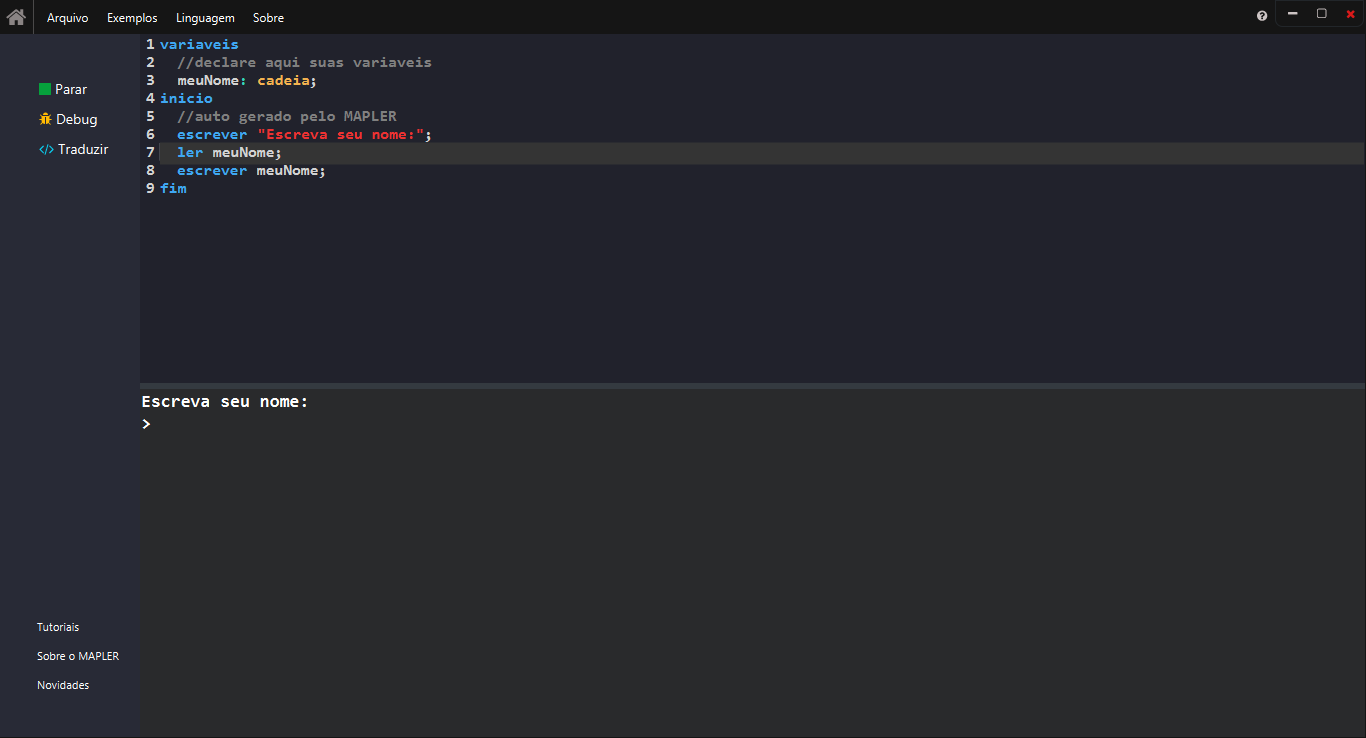 Arquivo Exemplos Linguagem Sobre
Parar
Debug
</> Traduzir
1 variaveis
2 //declare aqui suas variaveis
3 meuNome: cadeia;
4 inicio
5 //auto gerado pelo MAPLER
6 escrever "Escreva seu nome:";
7 ler meuNome;
8 escrever meuNome;
9 fim
Escreva seu nome:
>
Tutoriais
Sobre o MAPLER
Novidades